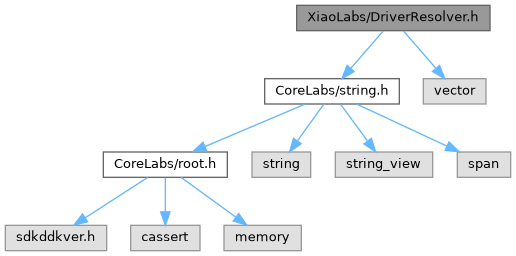 XiaoLabs/DriverResolver.h
CoreLabs/string.h
vector
CoreLabs/root.h
string
string_view
span
sdkddkver.h
cassert
memory